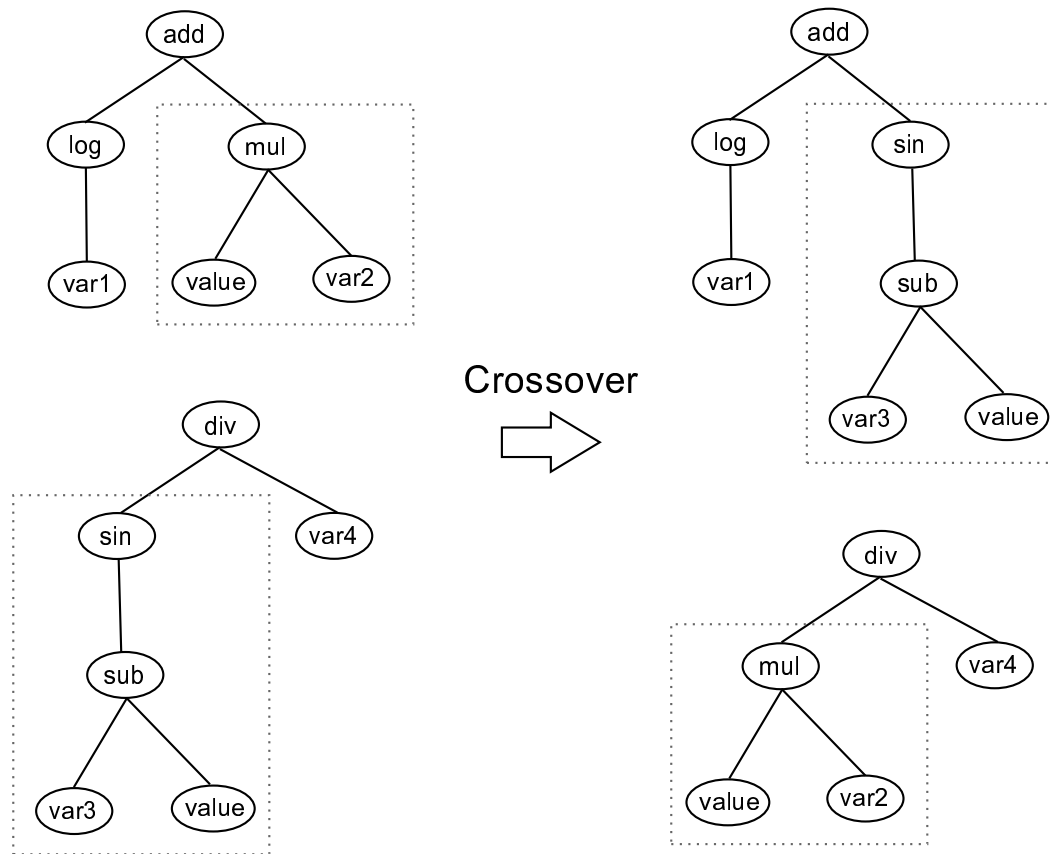 add
log
mul
var1
value
var2
div
sin
var4
sub
var3
value
Crossover
add
log
sin
var1
sub
var3
value
div
mul
var4
value
var2